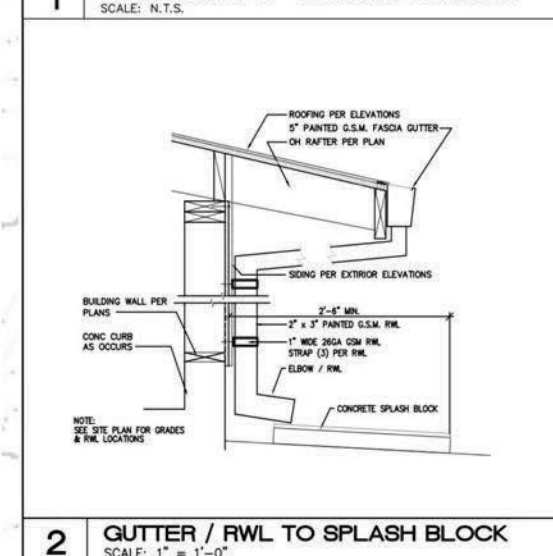 1
SCALE: N.T.S.
ROOFING PER ELEVATIONS
5" PAINTED G.S.M. FASCIA GUTTER
OH RAFTER PER PLAN
SIDING PER EXTIRIOR ELEVATIONS
BUILDING WALL PER
PLANS
2'-6" MIN.
2" x 3" PAINTED G.S.M. RWL
CONC CURB
AS OCCURS
1" WIDE 26GA GSM RWL
STRAP (3) PER RWL
ELBOW / RWL
CONCRETE SPLASH BLOCK
NOTE:
SEE SITE PLAN FOR GRADES
& RWL LOCATIONS
2
GUTTER / RWL TO SPLASH BLOCK
SCALE: 1" = 1'-0"